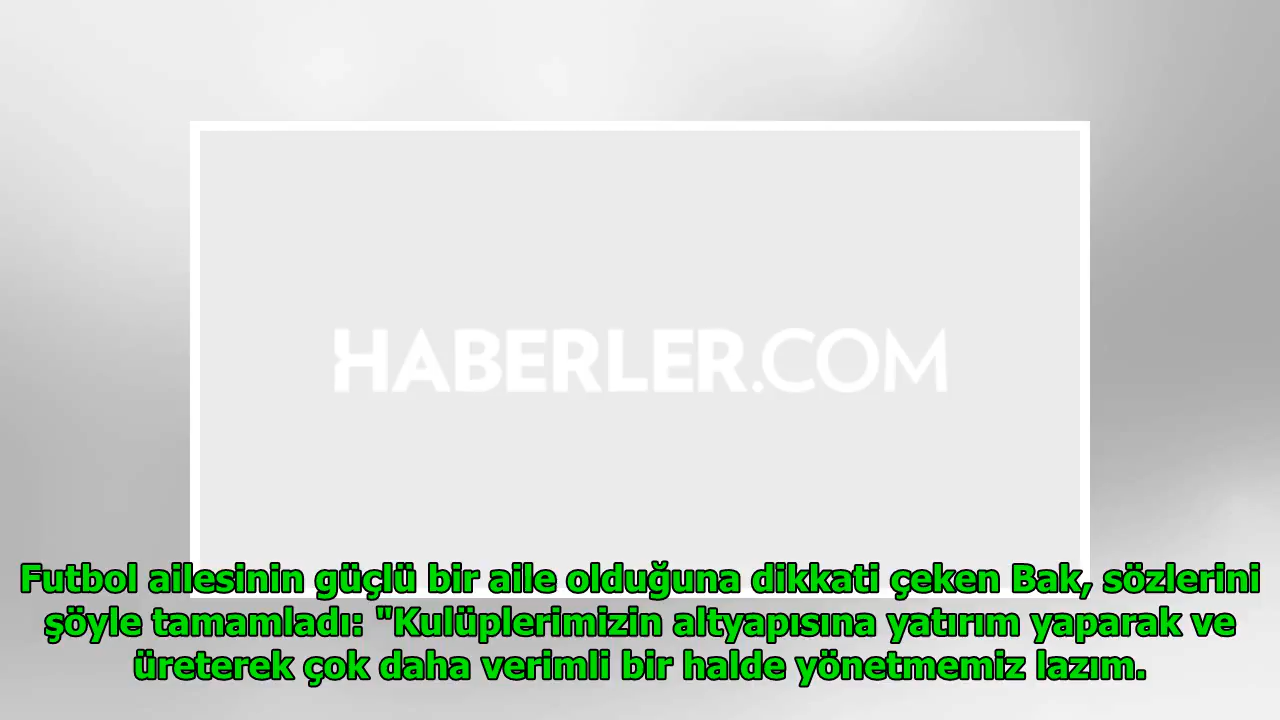 HABERLER.COM
Futbol ailesinin güçlü bir aile olduğuna dikkati çeken Bak, sözlerini
şöyle tamamladı: "Kulüplerimizin altyapısına yatırım yaparak ve
üreterek çok daha verimli bir halde yönetmemiz lazım.